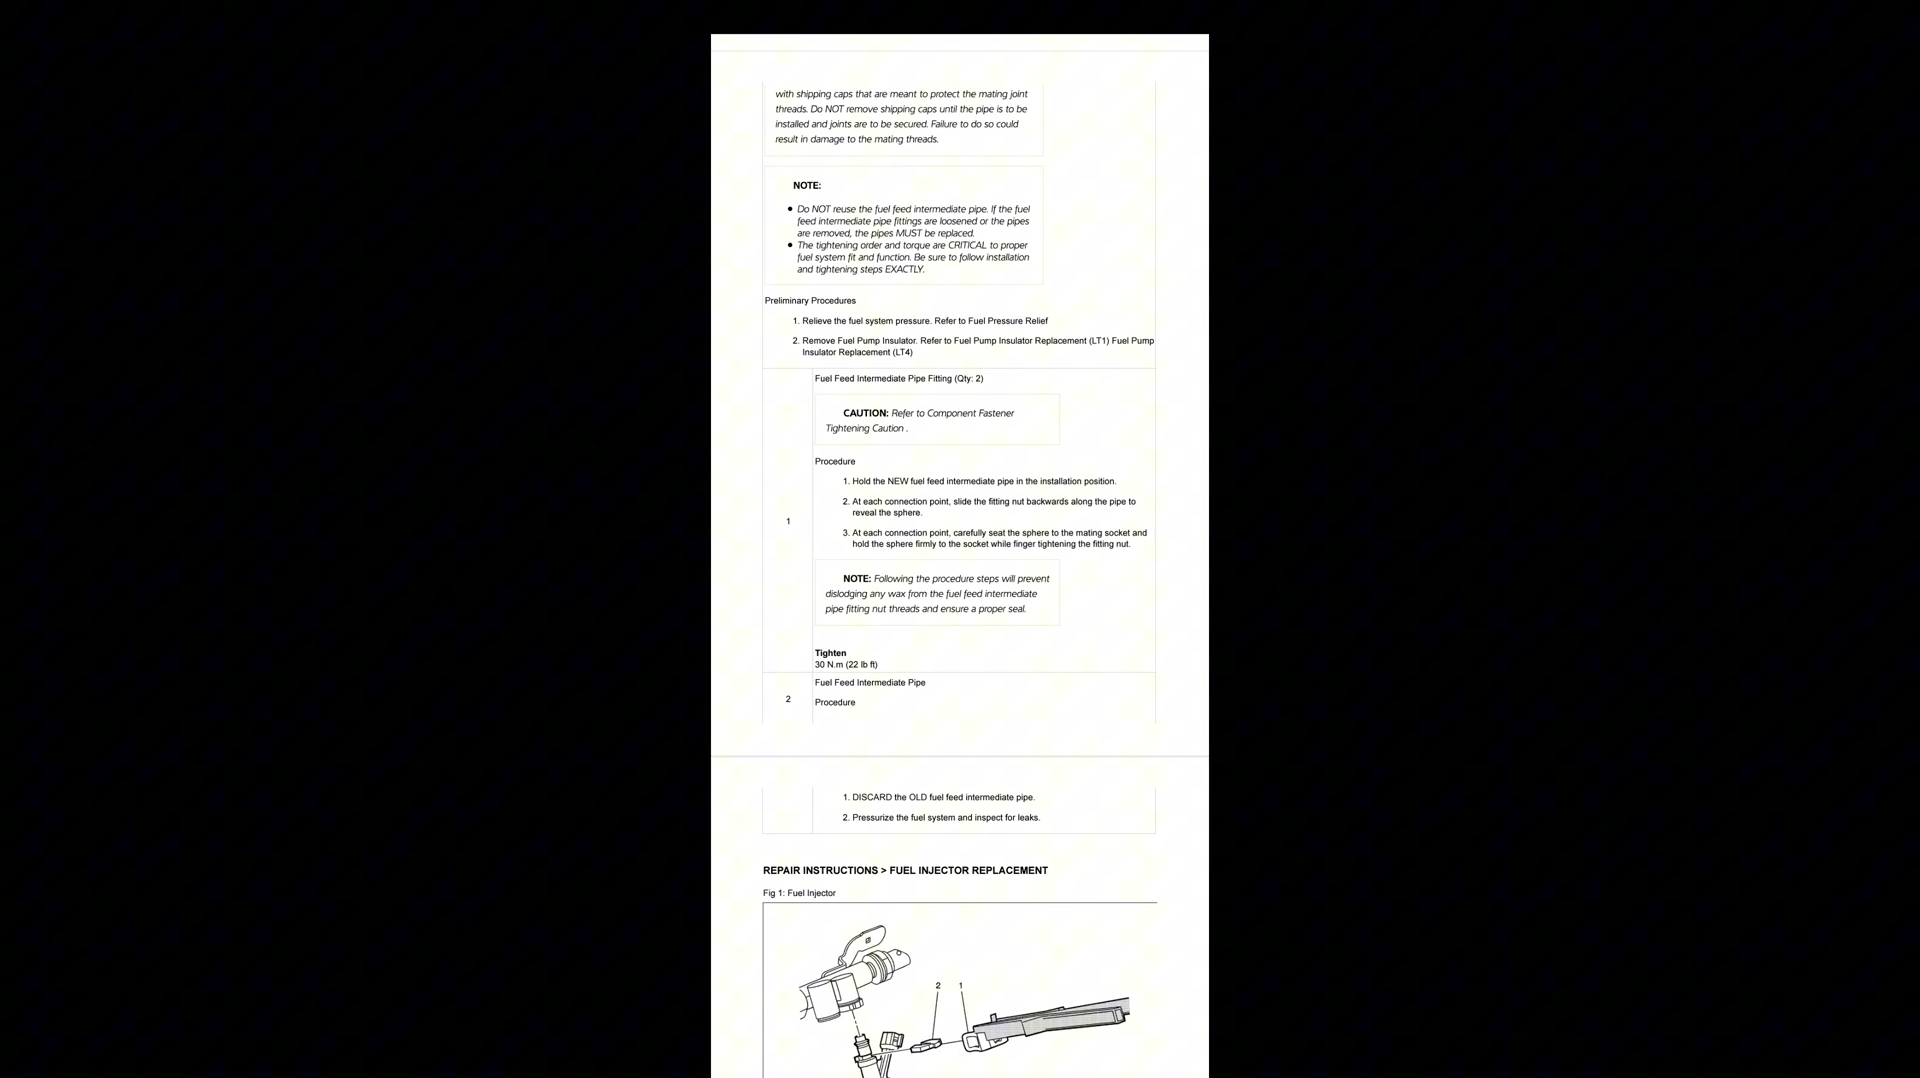 with shipping caps that are meant to protect the mating joint
threads. Do NOT remove shipping caps until the pipe is to be
installed and joints are to be secured. Failure to do so could
result in damage to the mating threads.
NOTE:
● Do NOT reuse the fuel feed intermediate pipe. If the fuel
feed intermediate pipe fittings are loosened or the pipes
are removed, the pipes MUST be replaced.
● The tightening order and torque are CRITICAL to proper
fuel system fit and function. Be sure to follow installation
and tightening steps EXACTLY.
Preliminary Procedures
1. Relieve the fuel system pressure. Refer to Fuel Pressure Relief
2. Remove Fuel Pump Insulator. Refer to Fuel Pump Insulator Replacement (LT1) Fuel Pump
Insulator Replacement (LT4)
1
Fuel Feed Intermediate Pipe Fitting (Qty: 2)
CAUTION: Refer to Component Fastener
Tightening Caution .
Procedure
1. Hold the NEW fuel feed intermediate pipe in the installation position.
2. At each connection point, slide the fitting nut backwards along the pipe to
reveal the sphere.
3. At each connection point, carefully seat the sphere to the mating socket and
hold the sphere firmly to the socket while finger tightening the fitting nut.
NOTE: Following the procedure steps will prevent
dislodging any wax from the fuel feed intermediate
pipe fitting nut threads and ensure a proper seal.
Tighten
30 N.m (22 lb ft)
2
Fuel Feed Intermediate Pipe
Procedure
1. DISCARD the OLD fuel feed intermediate pipe.
2. Pressurize the fuel system and inspect for leaks.
REPAIR INSTRUCTIONS > FUEL INJECTOR REPLACEMENT
Fig 1: Fuel Injector
2 1